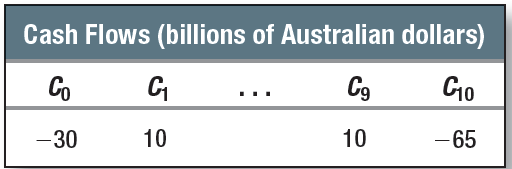 Cash Flows (billions of Australian dollars)
C0 C1 ... C9 C10
−30 10 10 −65